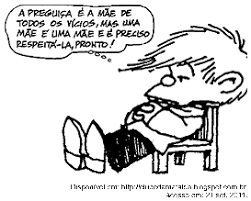 A PREGUIÇA É A MÃE DE
TODOS OS VÍCIOS, MAS UMA
MÃE É UMA MÃE E É PRECISO
RESPEITÁ-LA, PRONTO!
Disponível em: http://
acesso em: 21 set. 2011.